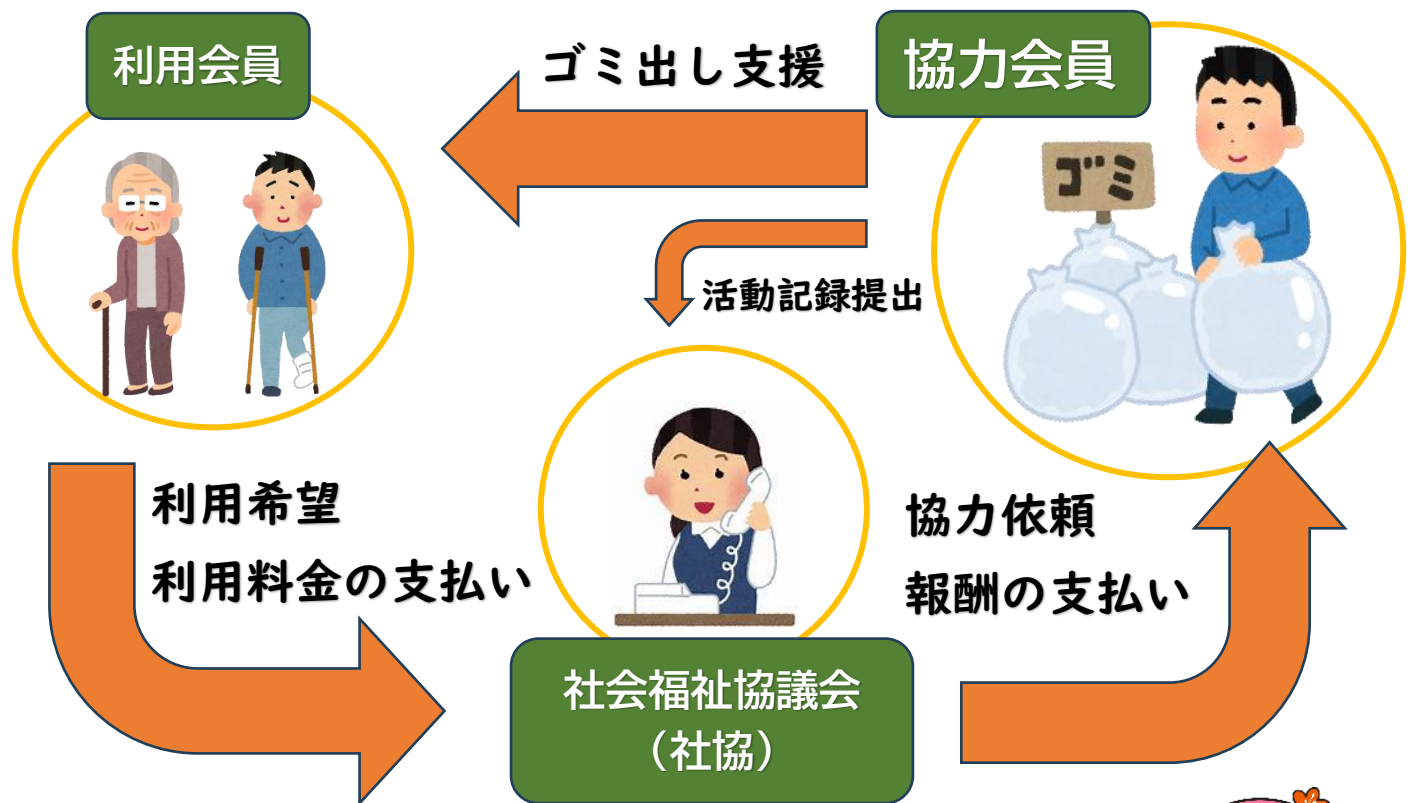 利用会員
ゴミ出し支援
協力会員
ゴミ
活動記録提出
利用希望
利用料金の支払い
協力依頼
報酬の支払い
社会福祉協議会
（社協）